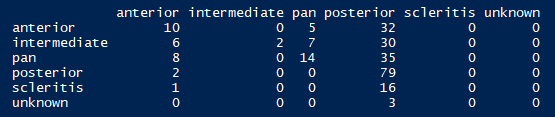 anterior intermediate pan posterior scleritis unknown
anterior 10 0 5 32 0 0
intermediate 6 2 7 30 0 0
pan 8 0 14 35 0 0
posterior 2 0 0 79 0 0
scleritis 1 0 0 16 0 0
unknown 0 0 0 3 0 0